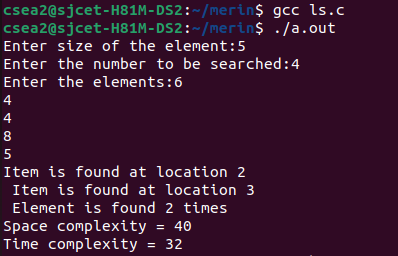 csea2@sjcet-H81M-DS2:~/merin$ gcc ls.c
csea2@sjcet-H81M-DS2:~/merin$ ./a.out
Enter size of the element:5
Enter the number to be searched:4
Enter the elements:6
4
4
8
5
Item is found at location 2
 Item is found at location 3
 Element is found 2 times
Space complexity = 40
Time complexity = 32